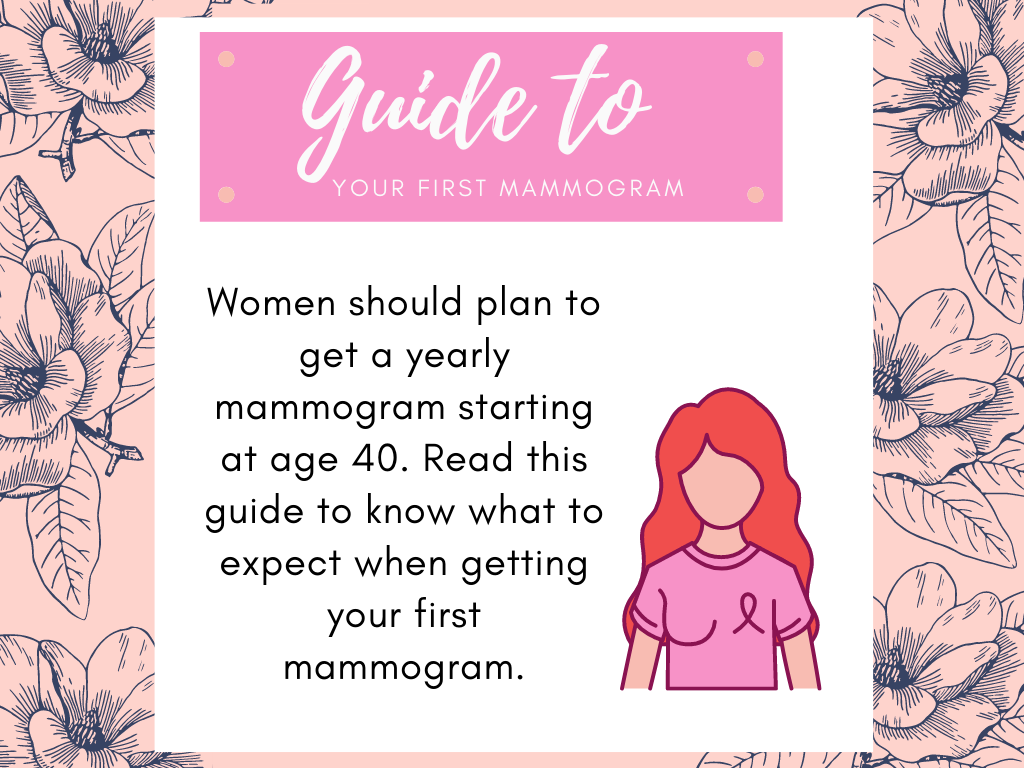 Guide to
YOUR FIRST MAMMOGRAM
Women should plan to
get a yearly
mammogram starting
at age 40. Read this
guide to know what to
expect when getting
your first
mammogram.